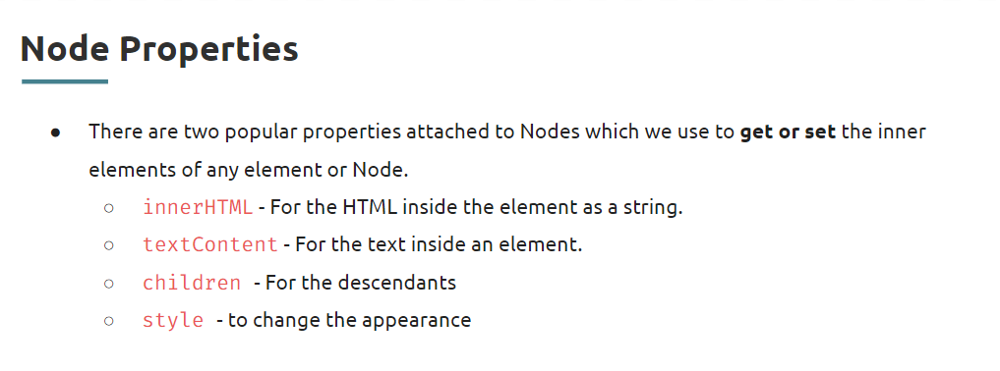 Node Properties
● There are two popular properties attached to Nodes which we use to get or set the inner
elements of any element or Node.
○ innerHTML - For the HTML inside the element as a string.
○ textContent - For the text inside an element.
○ children - For the descendants
○ style - to change the appearance